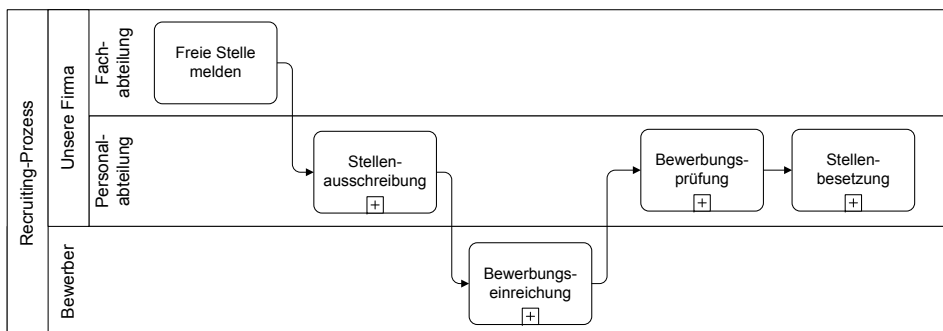 Recruiting-Prozess
Unsere Firma
Fach-
abteilung
Freie Stelle
melden
Personal-
abteilung
Stellen-
ausschreibung
+
Bewerbungs-
prüfung
+
Stellen-
besetzung
+
Bewerber
Bewerbungs-
einreichung
+